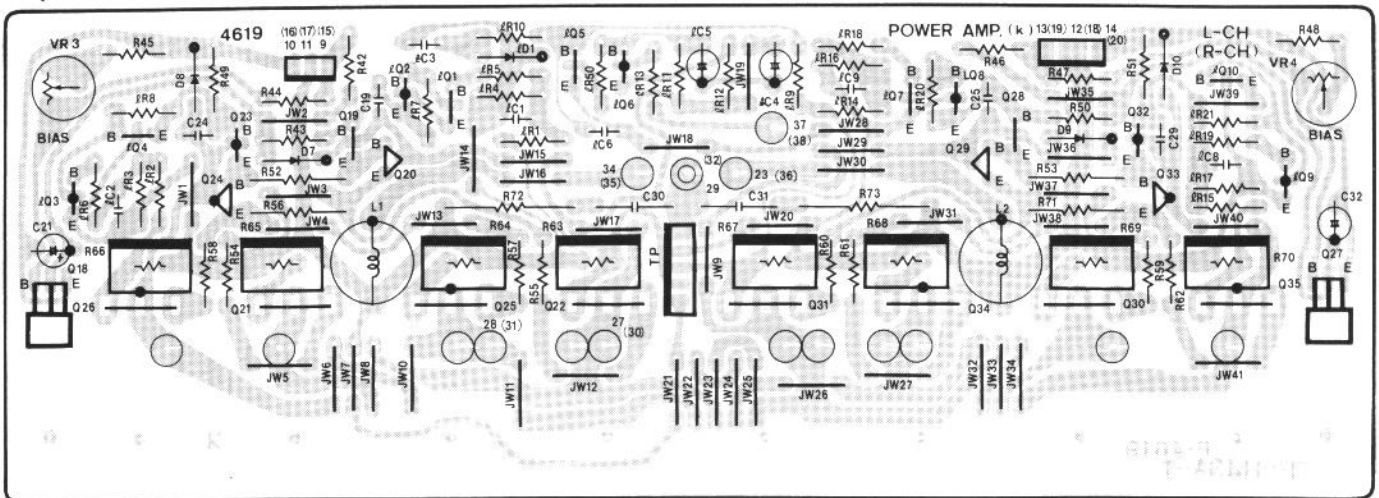 4619 (16) (17) (15) POWER AMP. (k) 13(19) 12(18) 14 L-CH R48
VR3 R45 10 11 9 R42 ℓC3 ℓR10 ℓQ5 ℓC5 ℓR18 R46 (20) (R-CH) VR4
D8 R49 ℓD1 B E ℓR50 ℓQ6 ℓR13 ℓR11 ℓR12 JW19 ℓC4 ℓR9 ℓR16 R47 R51 D10 B ℓQ10 E
R44 JW2 C19 B ℓQ2 E ℓR7 ℓQ1 B E ℓR5 ℓR4 ℓC1 ℓC9 ℓR14 B ℓQ7 E ℓR20 B LQ8 E C25 Q28 B E JW35 R50 JW39
BIAS ℓR8 C24 Q23 B E R43 D7 Q19 B E ℓR1 ℓC6 JW18 37 (38) JW28 D9 Q32 B E C29 ℓR21 BIAS
B ℓQ4 E R52 B Q20 E JW14 JW15 JW16 34 (35) (32) 29 23 (36) JW29 JW30 Q29 B E JW36 R53 ℓR19 ℓC8
ℓQ3 B E ℓR6 ℓC2 ℓR3 ℓR2 JW1 Q24 B E JW3 R56 JW4 L1 R72 C30 C31 R73 L2 JW37 R71 JW38 Q33 B E ℓR17 ℓR15 B ℓQ9 E
C21 R66 R65 JW13 R64 R63 JW17 TP R67 JW20 R68 JW31 R69 JW40 C32
Q18 R58 R54 R57 R55 JW9 R60 R61 R59 R62 R70 Q27
B E Q26 Q21 Q25 Q22 Q31 Q34 Q30 Q35 B E
28 (31) 27 (30)
JW5 JW6 JW7 JW8 JW10 JW11 JW12 JW21 JW22 JW23 JW24 JW25 JW26 JW27 JW32 JW33 JW34 JW41